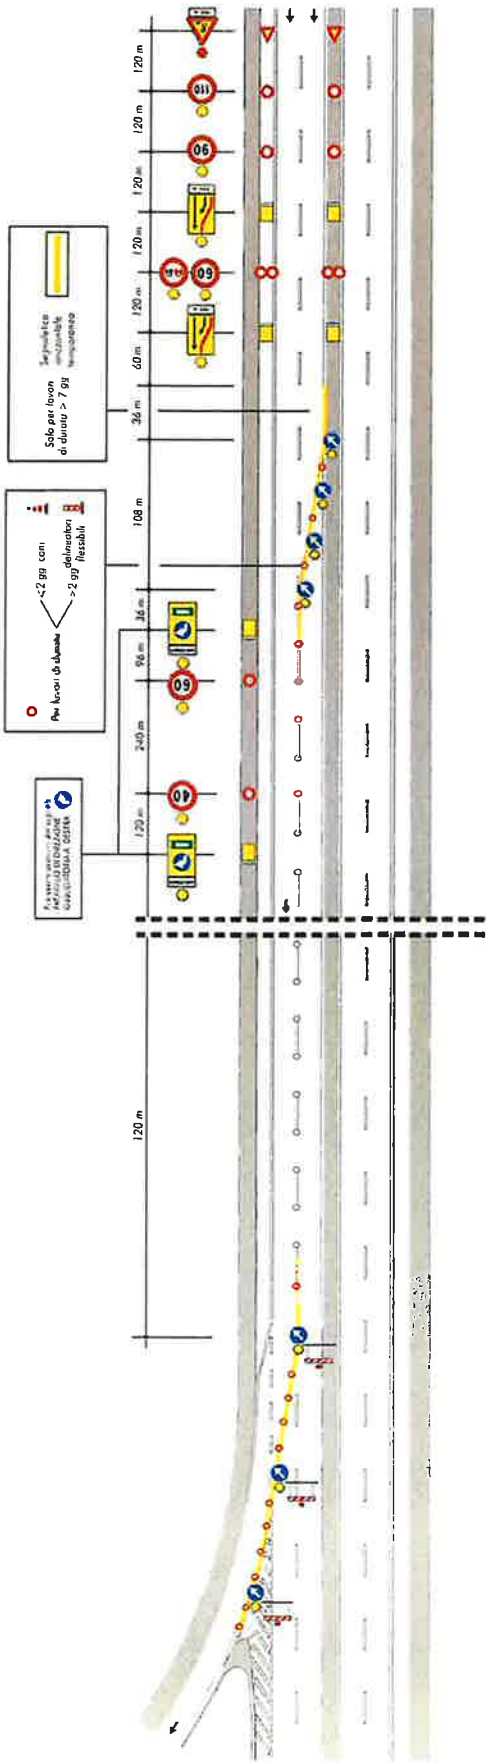 120 m
120 m
120 m
120 m
120 m
60 m
36 m
108 m
36 m
96 m
240 m
120 m
120 m
110
90
60
60
40
Solo per lavori
di durata > 7 gg
Segnaletica
orizzontale
temporanea
Per lavori di durata
< 2 gg coni
> 2 gg delineatori
flessibili